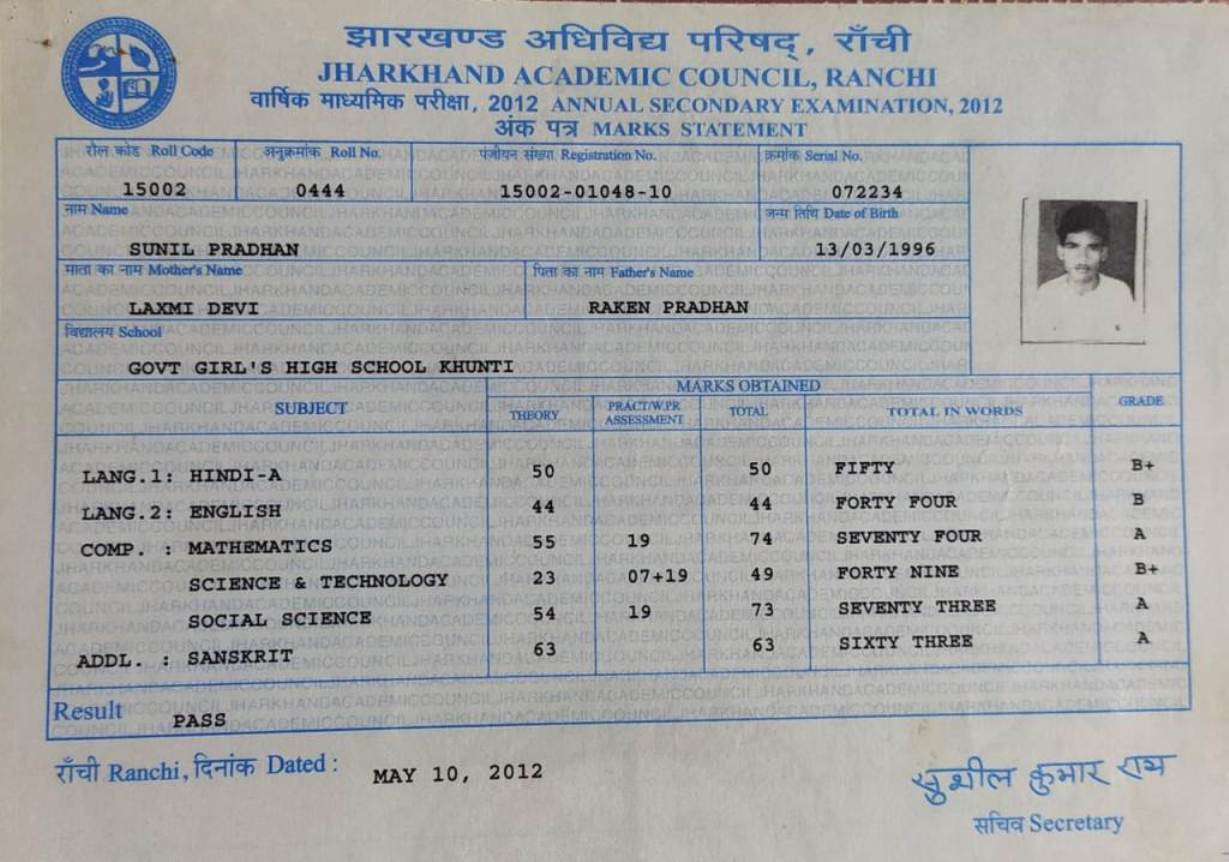 झारखण्ड अधिविद्य परिषद्, राँची
JHARKHAND ACADEMIC COUNCIL, RANCHI
वार्षिक माध्यमिक परीक्षा, 2012 ANNUAL SECONDARY EXAMINATION, 2012
अंक पत्र MARKS STATEMENT
रौल कोड Roll Code अनुक्रमांक Roll No. पंजीयन संख्या Registration No. क्रमांक Serial No.
15002 0444 15002-01048-10 072234
नाम Name जन्म तिथि Date of Birth
SUNIL PRADHAN 13/03/1996
माता का नाम Mother's Name पिता का नाम Father's Name
LAXMI DEVI RAKEN PRADHAN
विद्यालय School
GOVT GIRL'S HIGH SCHOOL KHUNTI
MARKS OBTAINED
SUBJECT THEORY PRACT/W.PR ASSESSMENT TOTAL TOTAL IN WORDS GRADE
LANG.1: HINDI-A 50 50 FIFTY B+
LANG.2: ENGLISH 44 44 FORTY FOUR B
COMP. : MATHEMATICS 55 19 74 SEVENTY FOUR A
SCIENCE & TECHNOLOGY 23 07+19 49 FORTY NINE B+
SOCIAL SCIENCE 54 19 73 SEVENTY THREE A
ADDL. : SANSKRIT 63 63 SIXTY THREE A
Result PASS
राँची Ranchi, दिनांक Dated : MAY 10, 2012
सुशील कुमार राय
सचिव Secretary